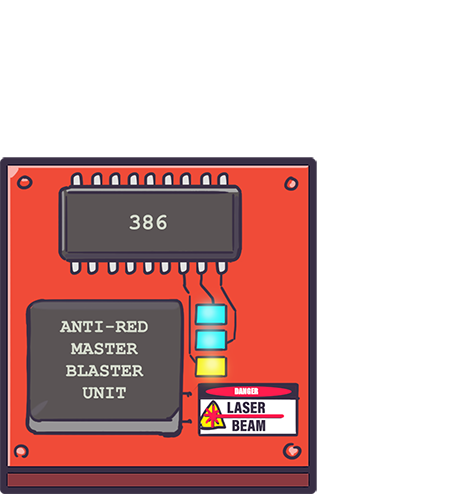 386
ANTI-RED
MASTER
BLASTER
UNIT
DANGER
LASER
BEAM